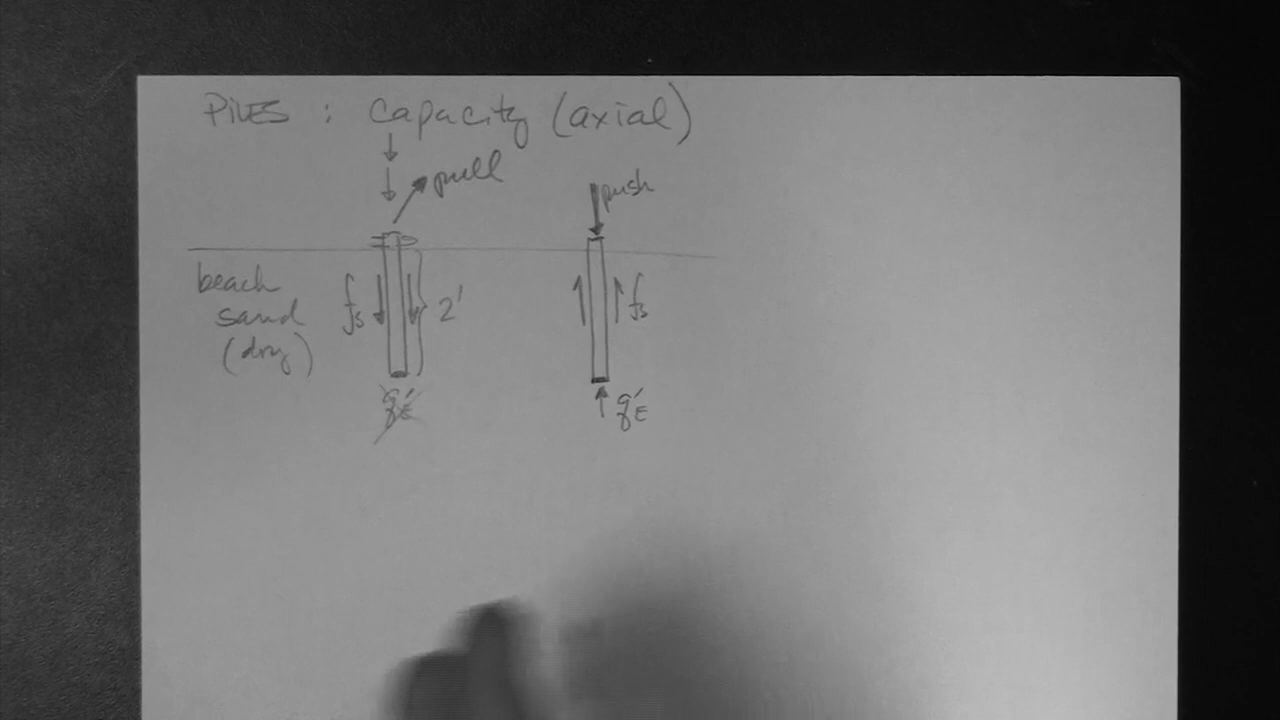 PILES : capacity (axial)
pull
push
beach
sand
(dry)
fs
2'
fs
q'E
q'E